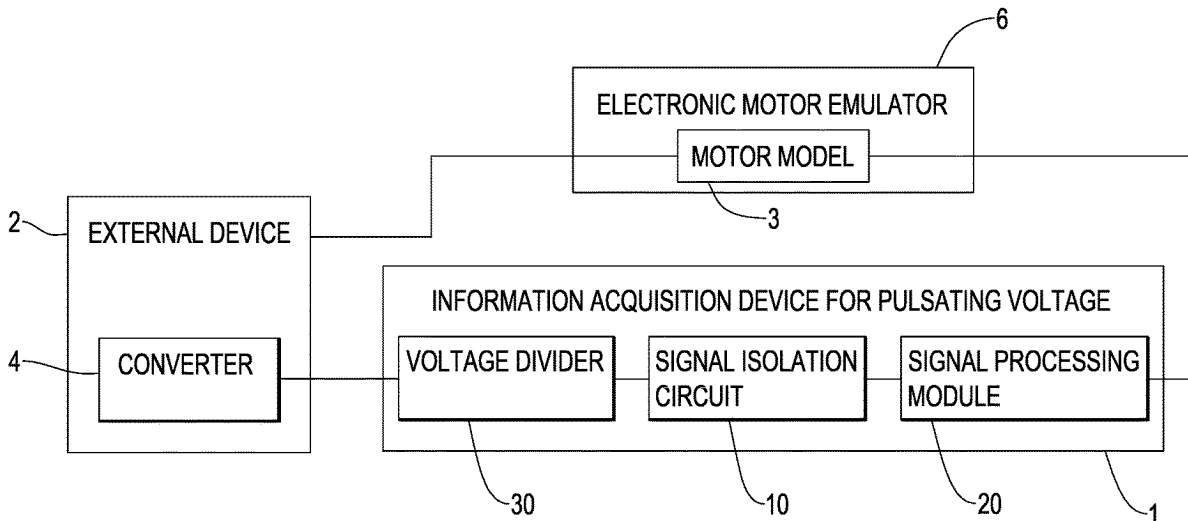 6
ELECTRONIC MOTOR EMULATOR
MOTOR MODEL
3
2
EXTERNAL DEVICE
INFORMATION ACQUISITION DEVICE FOR PULSATING VOLTAGE
4
CONVERTER
VOLTAGE DIVIDER
SIGNAL ISOLATION
CIRCUIT
SIGNAL PROCESSING
MODULE
30
10
20
1